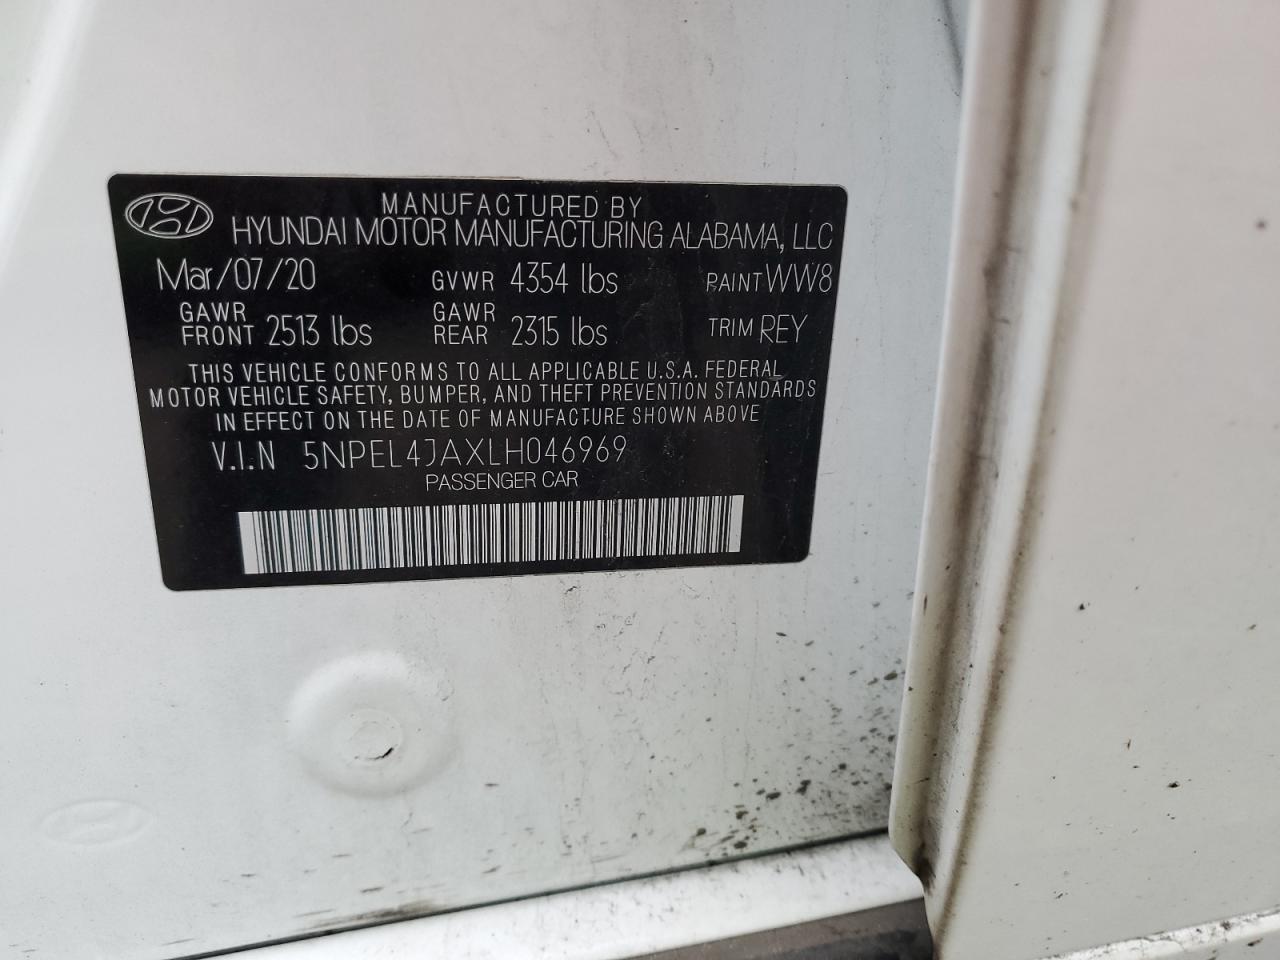 MANUFACTURED BY
HYUNDAI MOTOR MANUFACTURING ALABAMA, LLC
Mar/07/20 GVWR 4354 lbs PAINT WW8
GAWR FRONT 2513 lbs GAWR REAR 2315 lbs TRIM REY
THIS VEHICLE CONFORMS TO ALL APPLICABLE U.S.A. FEDERAL
MOTOR VEHICLE SAFETY, BUMPER, AND THEFT PREVENTION STANDARDS
IN EFFECT ON THE DATE OF MANUFACTURE SHOWN ABOVE
V.I.N 5NPEL4JAXLH046969
PASSENGER CAR